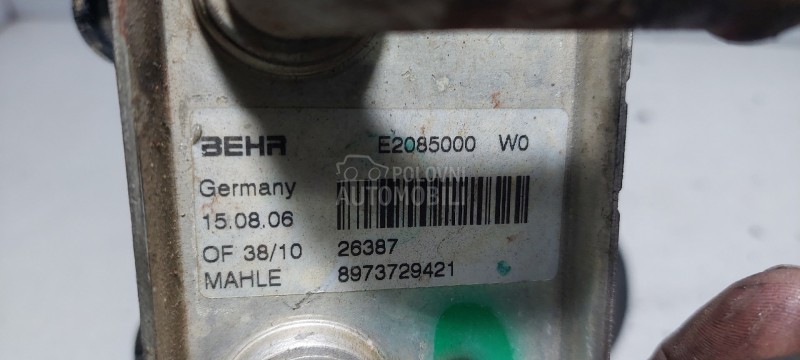 BEHR E2085000 W0
POLOVNI
AUTOMOBILI
Germany
15.08.06
OF 38/10 26387
MAHLE 8973729421